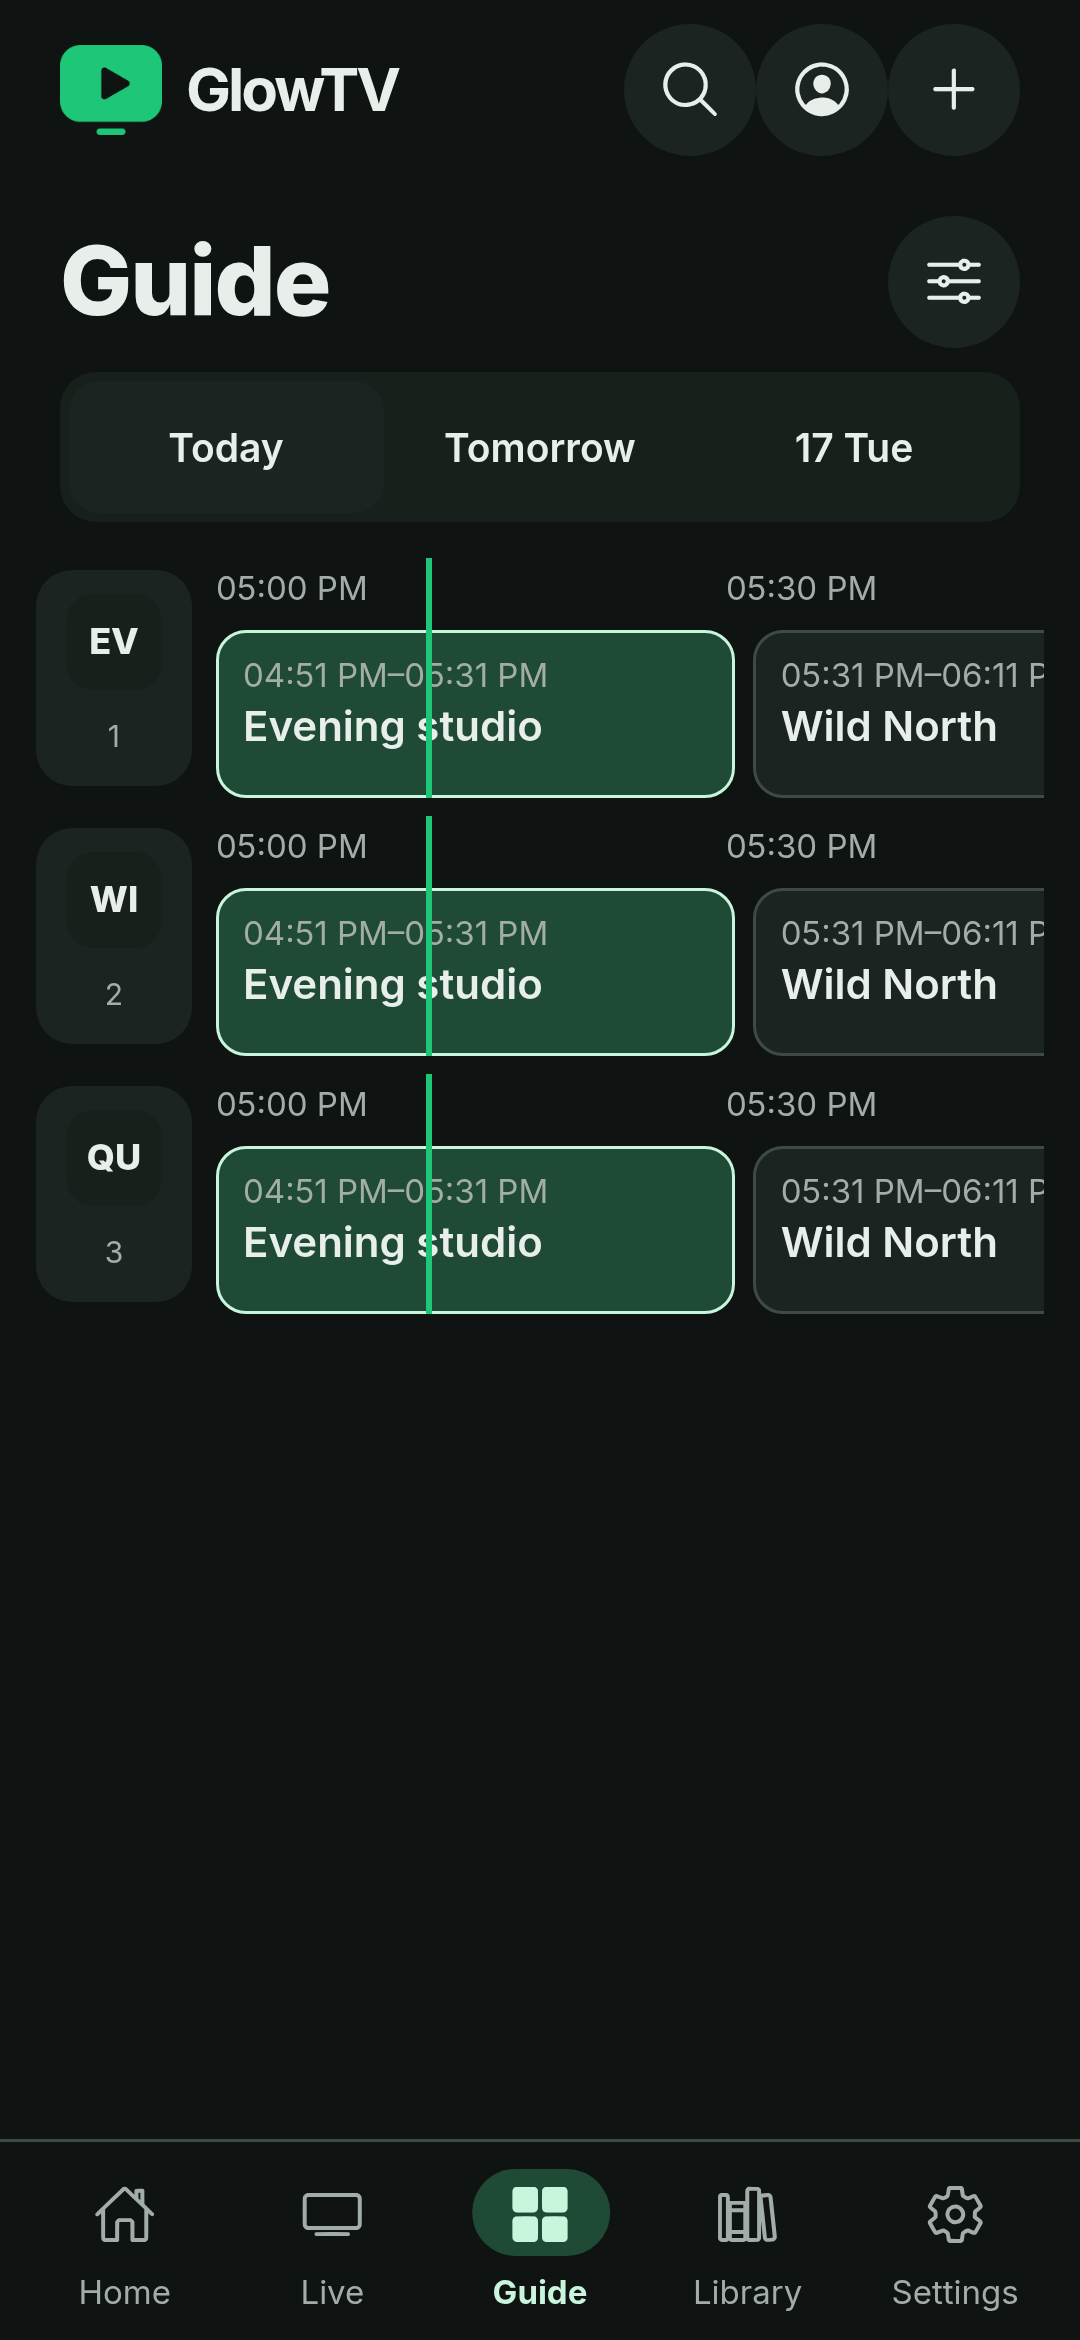 GlowTV
Guide
Today Tomorrow 17 Tue
05:00 PM 05:30 PM
EV
1
04:51 PM–05:31 PM
Evening studio
05:31 PM–06:11 P
Wild North
05:00 PM 05:30 PM
WI
2
04:51 PM–05:31 PM
Evening studio
05:31 PM–06:11 P
Wild North
05:00 PM 05:30 PM
QU
3
04:51 PM–05:31 PM
Evening studio
05:31 PM–06:11 P
Wild North
Home Live Guide Library Settings